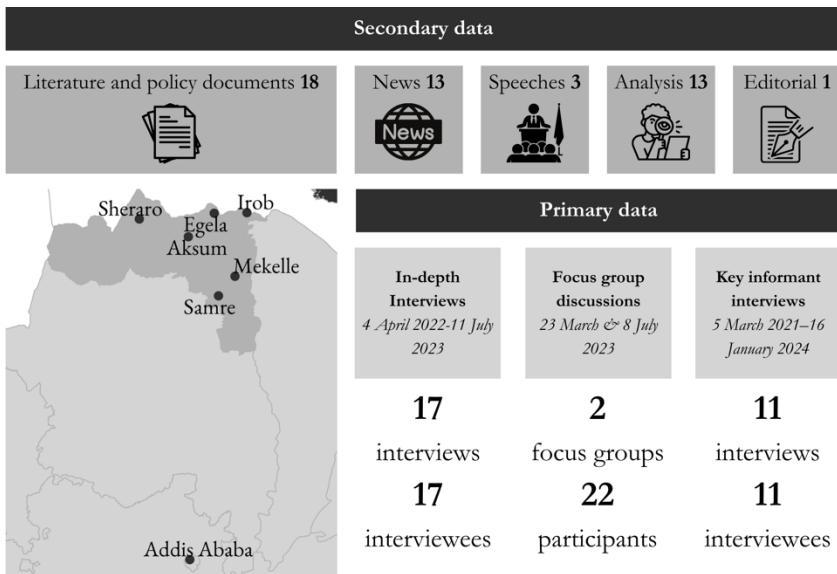 Secondary data
Literature and policy documents 18
News 13
Speeches 3
Analysis 13
Editorial 1
News
Sheraro
Irob
Egela
Aksum
Mekelle
Samre
Addis Ababa
Primary data
In-depth
Interviews
4 April 2022-11 July
2023
Focus group
discussions
23 March & 8 July
2023
Key informant
interviews
5 March 2021–16
January 2024
17
interviews
17
interviewees
2
focus groups
22
participants
11
interviews
11
interviewees